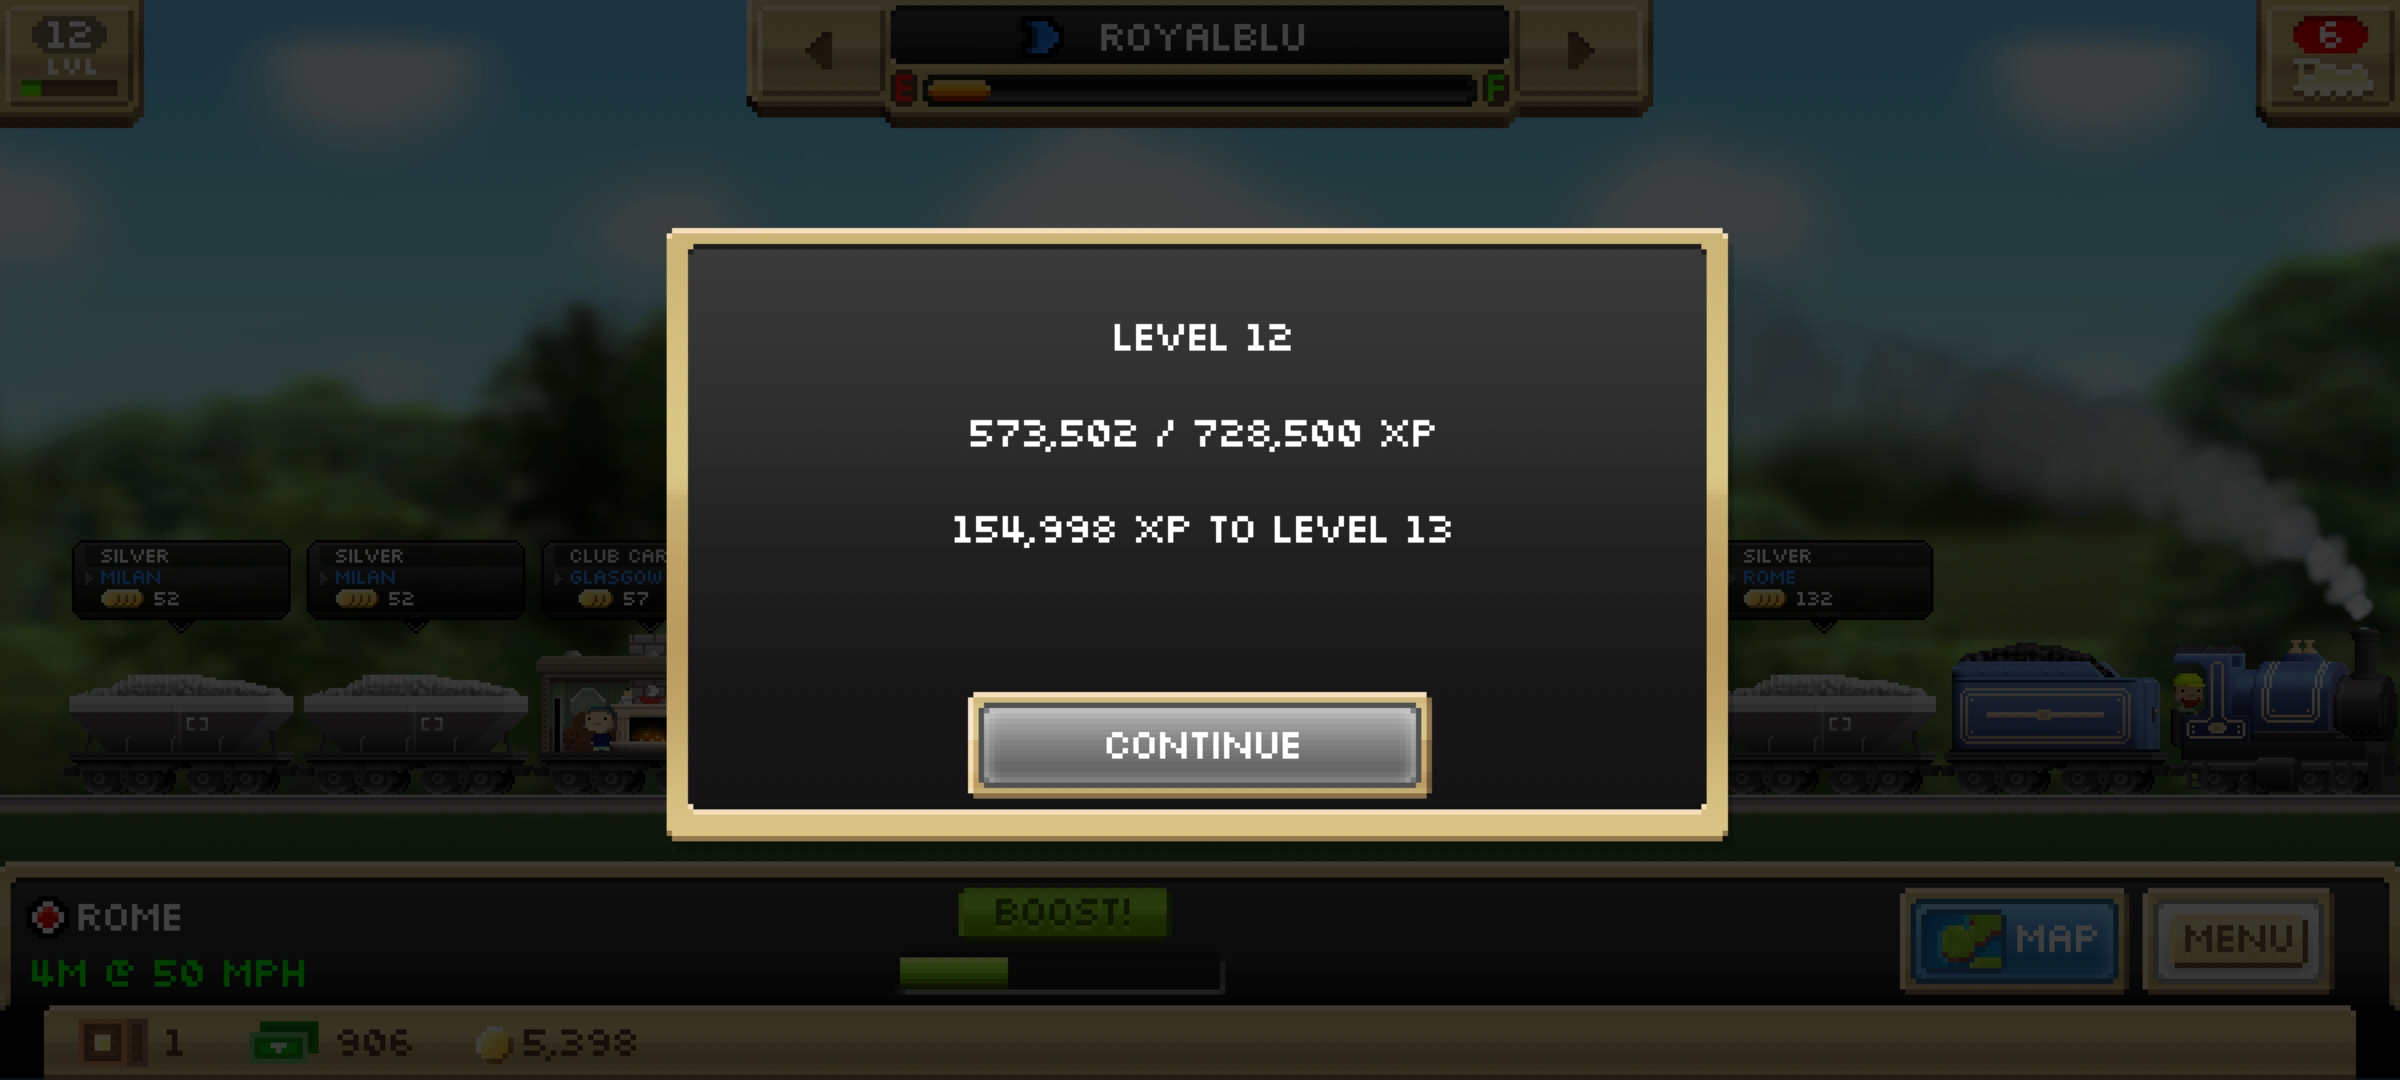 12
LVL
ROYALBLU
E F
6
LEVEL 12
573,502 / 728,500 XP
154,998 XP TO LEVEL 13
CONTINUE
SILVER
MILAN
52
SILVER
MILAN
52
CLUB CAR
GLASGOW
57
SILVER
ROME
132
ROME
4M @ 50 MPH
BOOST!
MAP
MENU
1
906
5,398